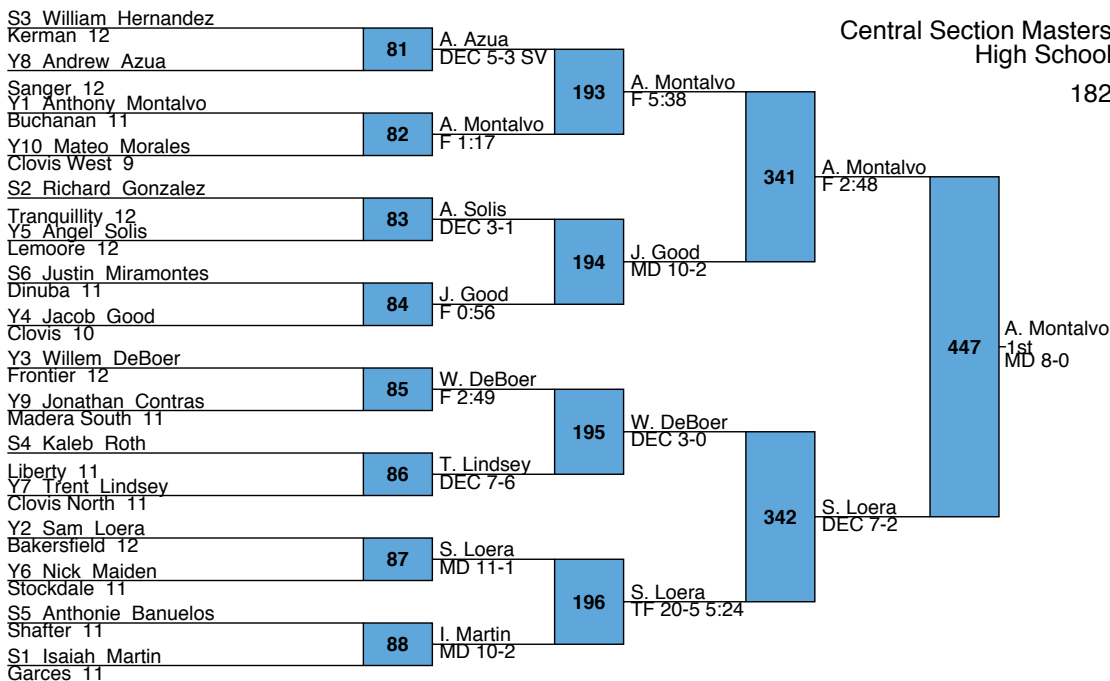 Central Section Masters
High School
182
S3 William Hernandez
Kerman 12
Y8 Andrew Azua
Sanger 12
Y1 Anthony Montalvo
Buchanan 11
Y10 Mateo Morales
Clovis West 9
S2 Richard Gonzalez
Tranquillity 12
Y5 Angel Solis
Lemoore 12
S6 Justin Miramontes
Dinuba 11
Y4 Jacob Good
Clovis 10
Y3 Willem DeBoer
Frontier 12
Y9 Jonathan Contras
Madera South 11
S4 Kaleb Roth
Liberty 11
Y7 Trent Lindsey
Clovis North 11
Y2 Sam Loera
Bakersfield 12
Y6 Nick Maiden
Stockdale 11
S5 Anthonie Banuelos
Shafter 11
S1 Isaiah Martin
Garces 11
81
82
83
84
85
86
87
88
A. Azua
DEC 5-3 SV
A. Montalvo
F 1:17
A. Solis
DEC 3-1
J. Good
F 0:56
W. DeBoer
F 2:49
T. Lindsey
DEC 7-6
S. Loera
MD 11-1
I. Martin
MD 10-2
193
194
195
196
A. Montalvo
F 5:38
J. Good
MD 10-2
W. DeBoer
DEC 3-0
S. Loera
TF 20-5 5:24
341
342
A. Montalvo
F 2:48
S. Loera
DEC 7-2
447
A. Montalvo
1st
MD 8-0